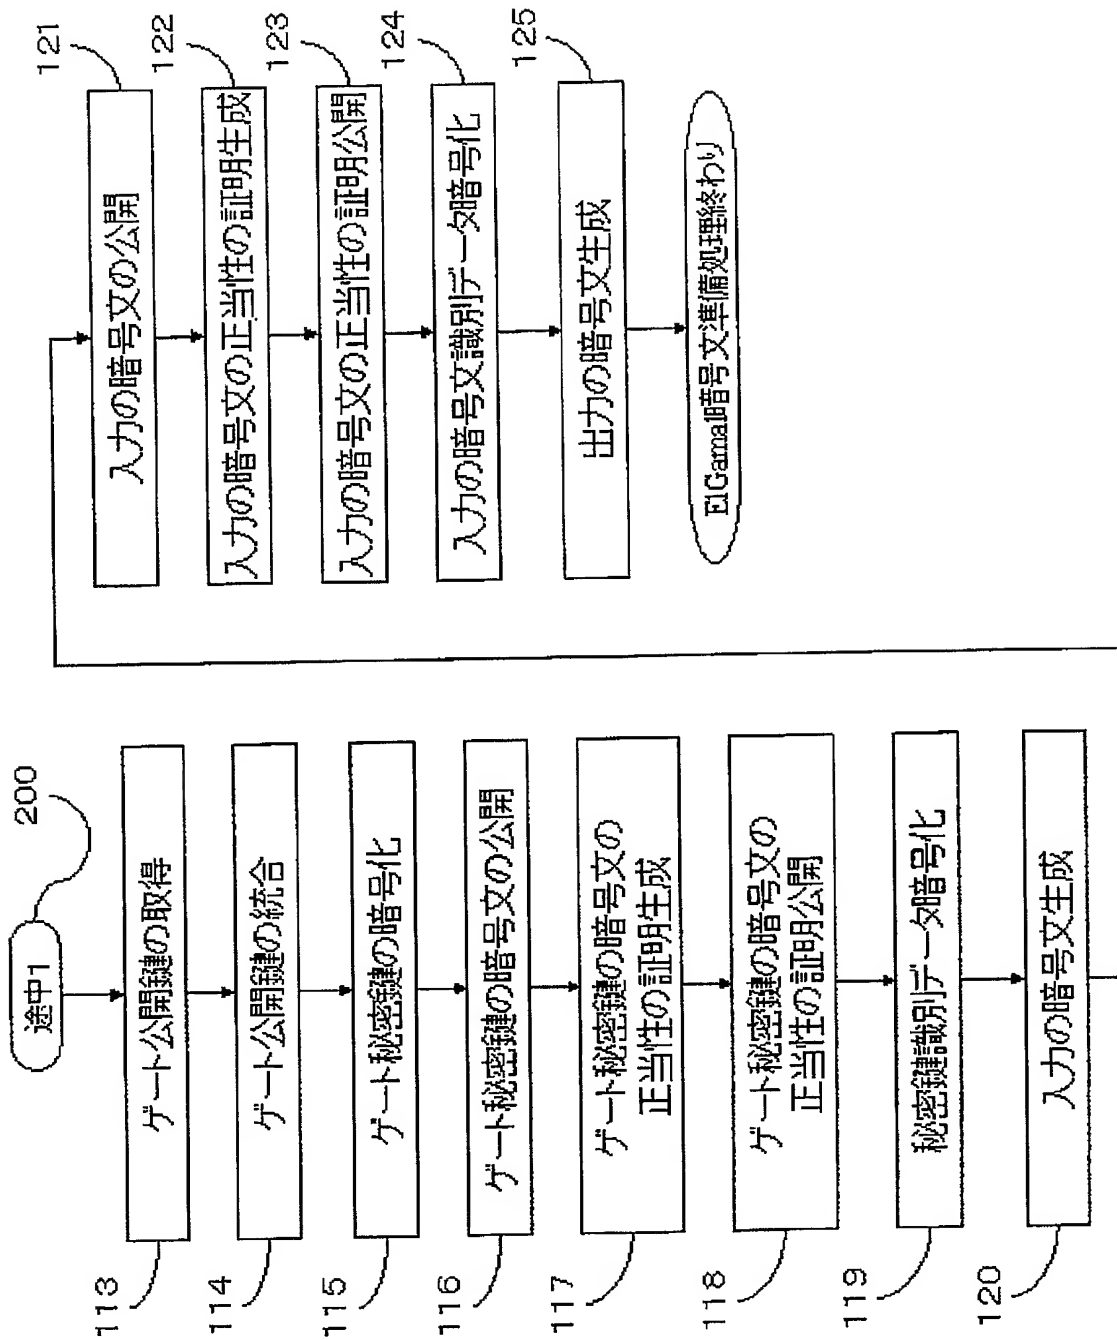 途中1
200
ゲート公開鍵の取得
113
ゲート公開鍵の統合
114
ゲート秘密鍵の暗号化
115
ゲート秘密鍵の暗号文の公開
116
ゲート秘密鍵の暗号文の
正当性の証明生成
117
ゲート秘密鍵の暗号文の
正当性の証明公開
118
秘密鍵識別データ暗号化
119
入力の暗号文生成
120
入力の暗号文の公開
121
入力の暗号文の正当性の証明生成
122
入力の暗号文の正当性の証明公開
123
入力の暗号文識別データ暗号化
124
出力の暗号文生成
125
ElGamal暗号文準備処理終わり